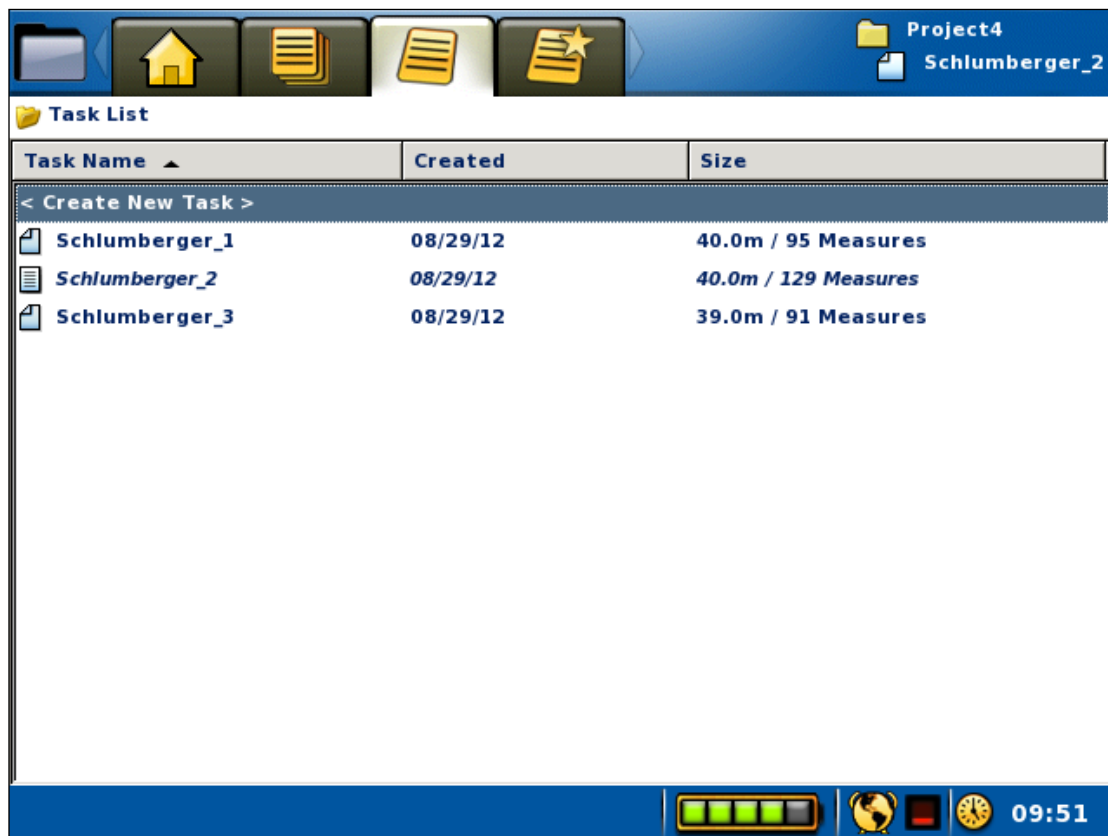 Project4
Schlumberger_2
Task List
Task Name Created Size
< Create New Task >
Schlumberger_1 08/29/12 40.0m / 95 Measures
Schlumberger_2 08/29/12 40.0m / 129 Measures
Schlumberger_3 08/29/12 39.0m / 91 Measures
09:51